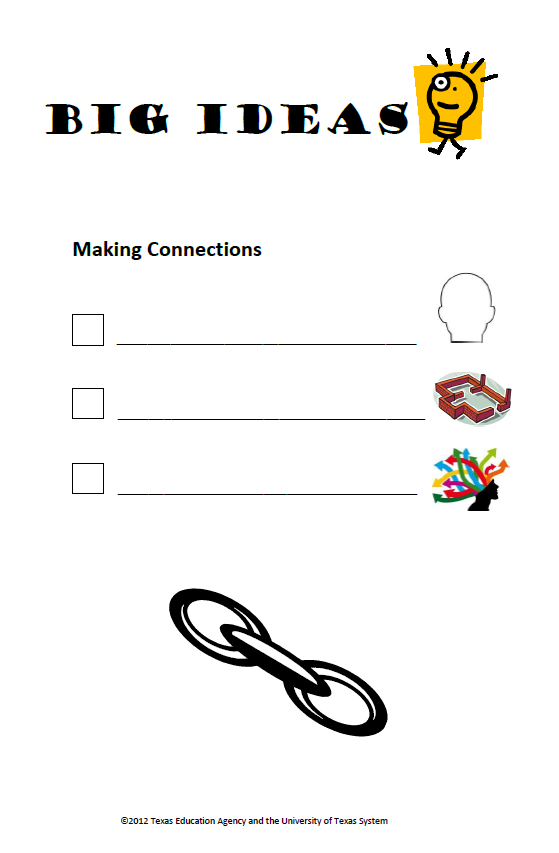 BIG IDEAS
Making Connections
©2012 Texas Education Agency and the University of Texas System